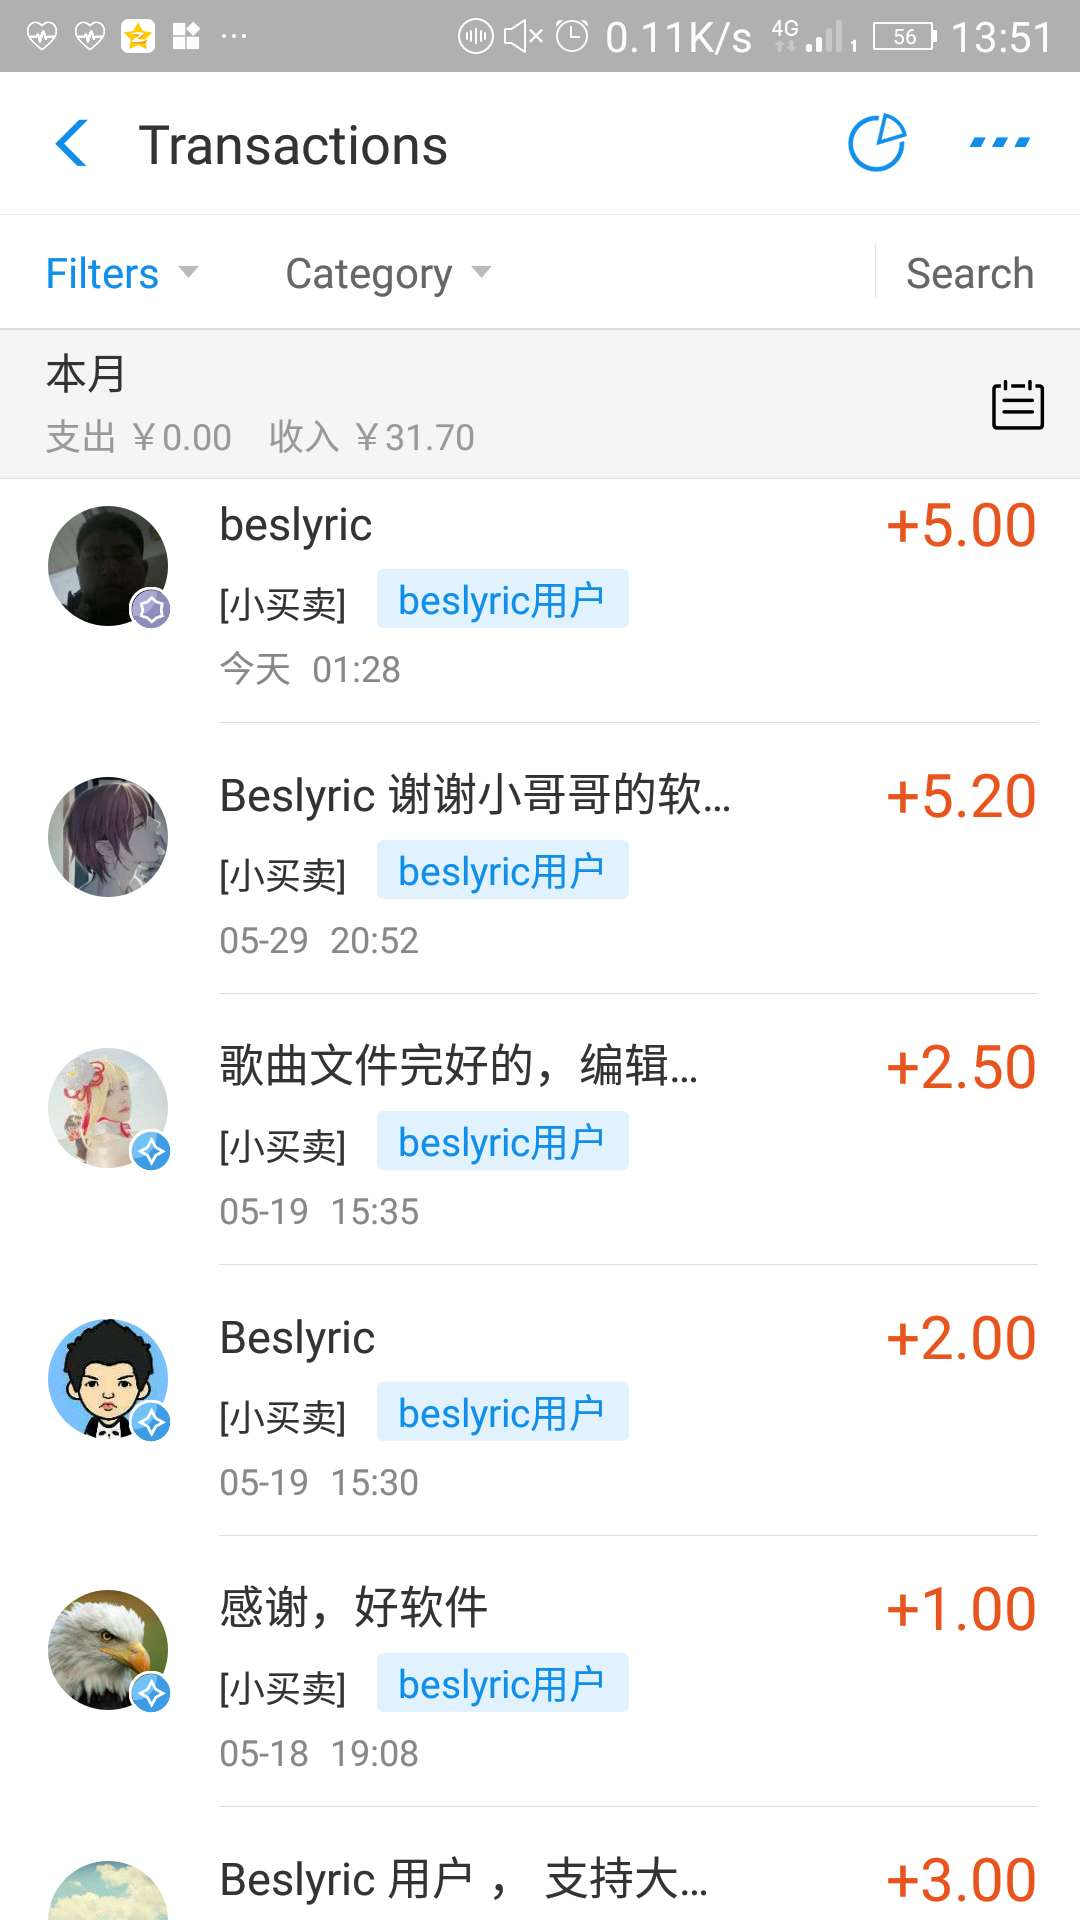 0.11K/s 4G 1 56 13:51
Transactions
Filters Category Search
本月
支出 ￥0.00 收入 ￥31.70
beslyric +5.00
[小买卖] beslyric用户
今天 01:28
Beslyric 谢谢小哥哥的软... +5.20
[小买卖] beslyric用户
05-29 20:52
歌曲文件完好的，编辑... +2.50
[小买卖] beslyric用户
05-19 15:35
Beslyric +2.00
[小买卖] beslyric用户
05-19 15:30
感谢，好软件 +1.00
[小买卖] beslyric用户
05-18 19:08
Beslyric 用户 ， 支持大... +3.00